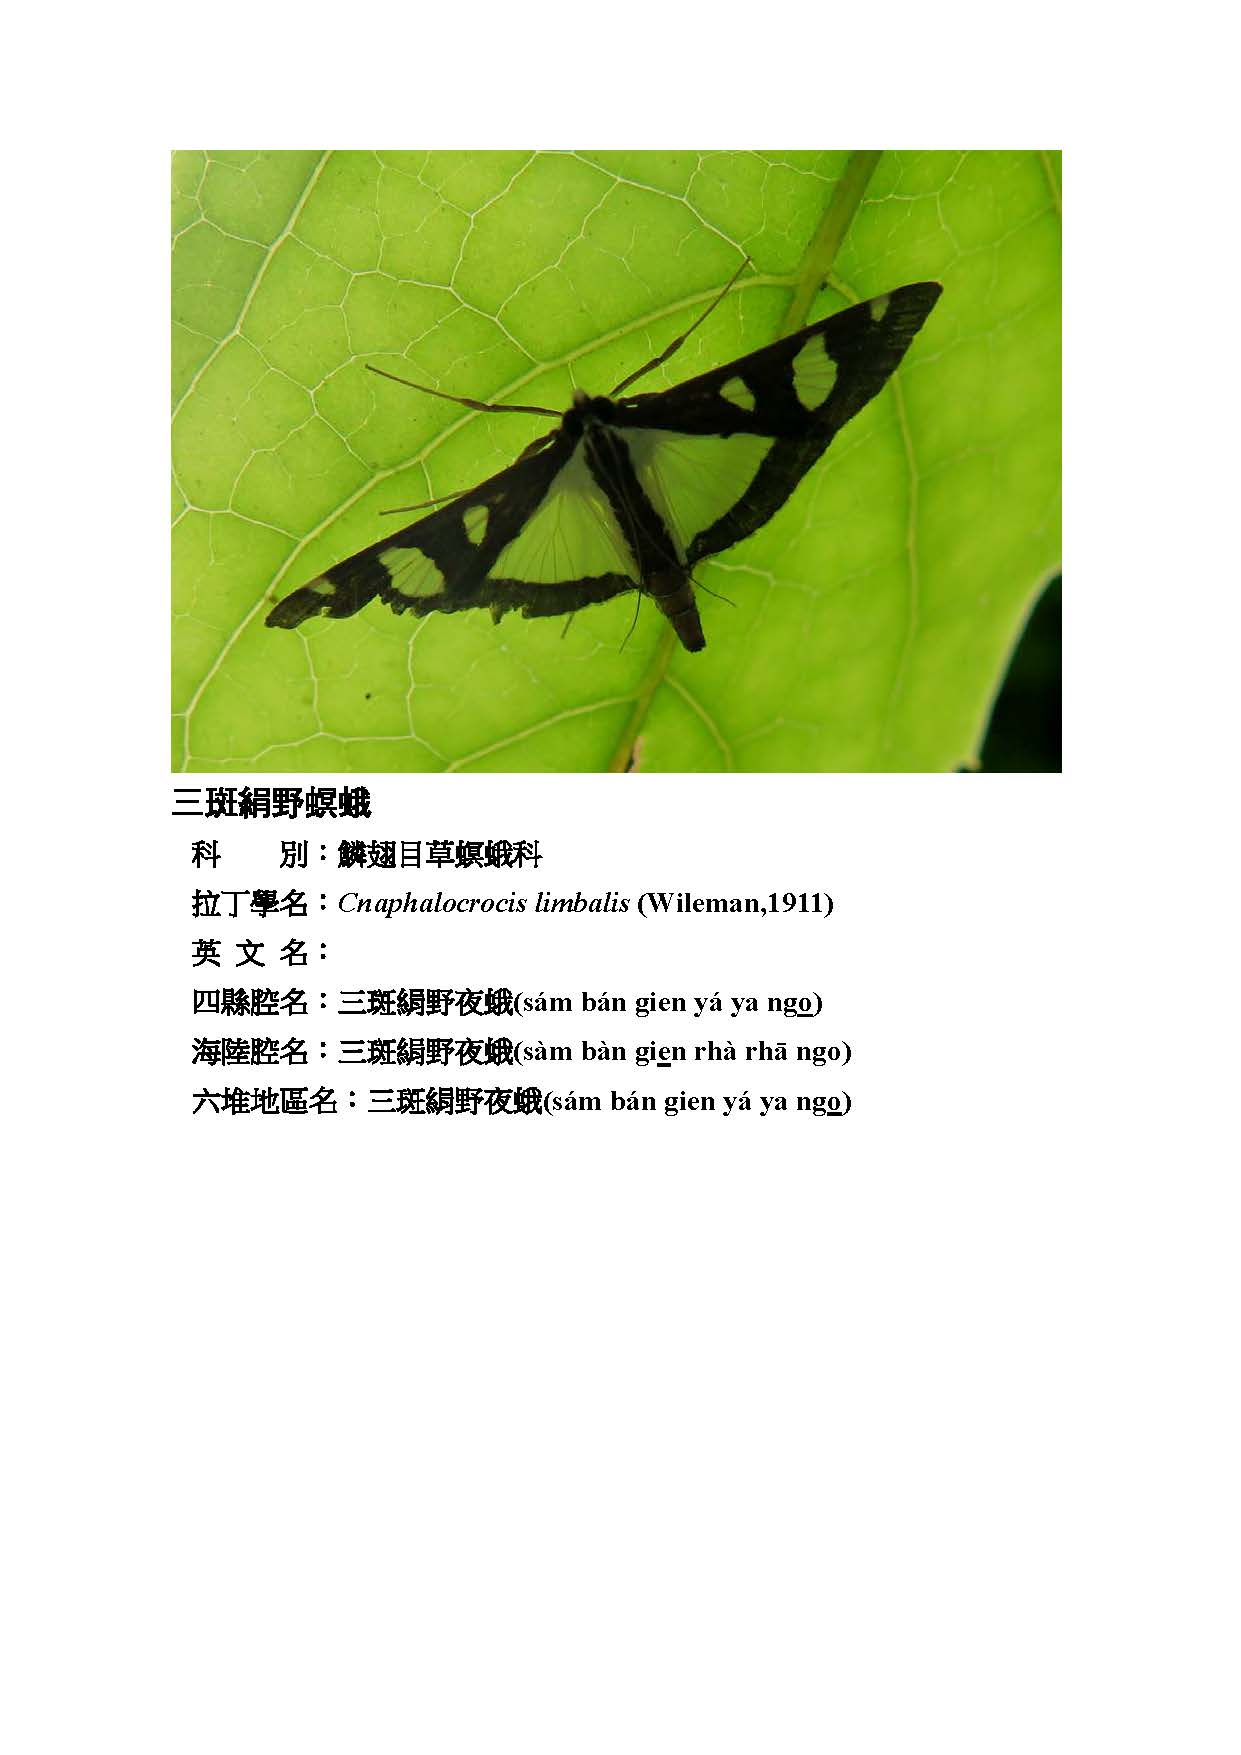 三斑絹野螟蛾
科　　別：鱗翅目草螟蛾科
拉丁學名：Cnaphalocrocis limbalis (Wileman,1911)
英 文 名：
四縣腔名：三斑絹野夜蛾(sám bán gien yá ya ngo)
海陸腔名：三斑絹野夜蛾(sàm bàn gien rhà rhā ngo)
六堆地區名：三斑絹野夜蛾(sám bán gien yá ya ngo)